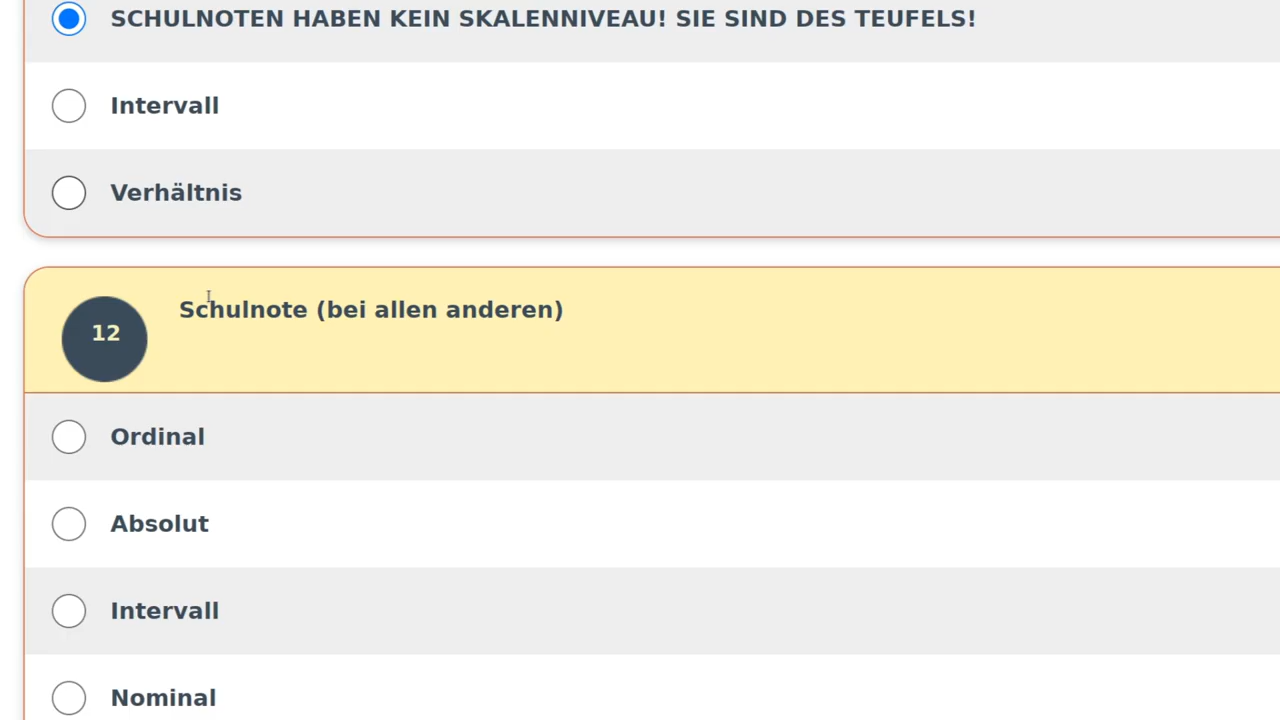 SCHULNOTEN HABEN KEIN SKALENNIVEAU! SIE SIND DES TEUFELS!
Intervall
Verhältnis
12
Schulnote (bei allen anderen)
Ordinal
Absolut
Intervall
Nominal